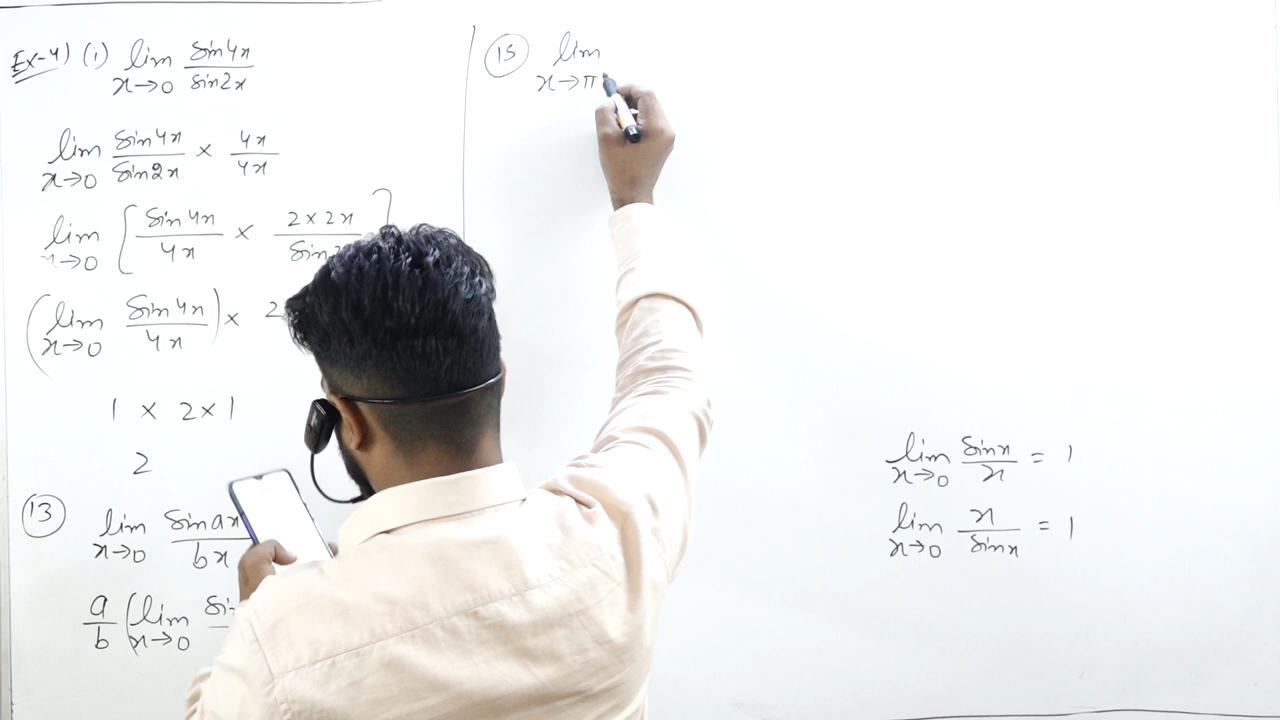 Ex-4) (i) lim sin4x / sin2x
x→0
lim sin4x / sin2x × 4x / 4x
x→0
lim [ sin4x / 4x × 2×2x / sin ]
x→0
( lim sin4x / 4x ) × 2
x→0
1 × 2×1
2
13 lim sinax / bx
x→0
a/b ( lim
x→0
15 lim
x→π
lim sinx / x = 1
x→0
lim x / sinx = 1
x→0